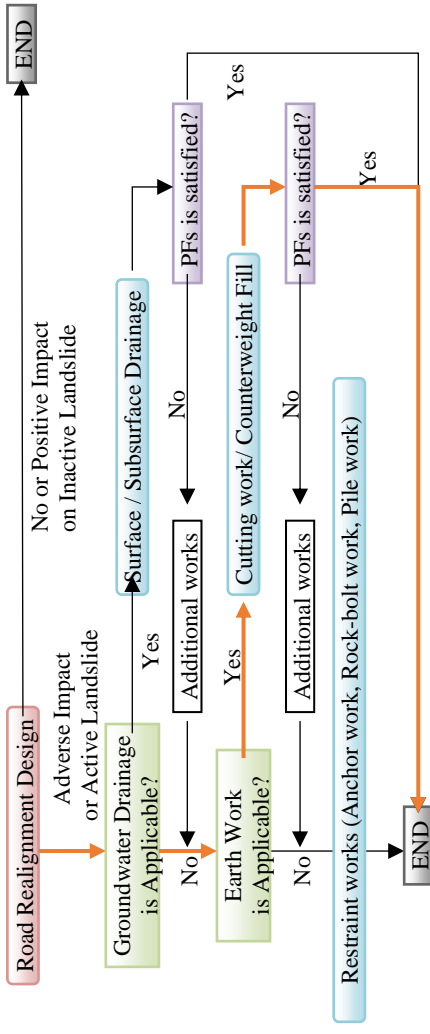 Road Realignment Design
END
No or Positive Impact
on Inactive Landslide
Adverse Impact
or Active Landslide
Groundwater Drainage
is Applicable?
Yes
Surface / Subsurface Drainage
No
Additional works
No
PFs is satisfied?
Yes
Earth Work
is Applicable?
Yes
Cutting work/ Counterweight Fill
No
Additional works
No
PFs is satisfied?
Yes
Restraint works (Anchor work, Rock-bolt work, Pile work)
END